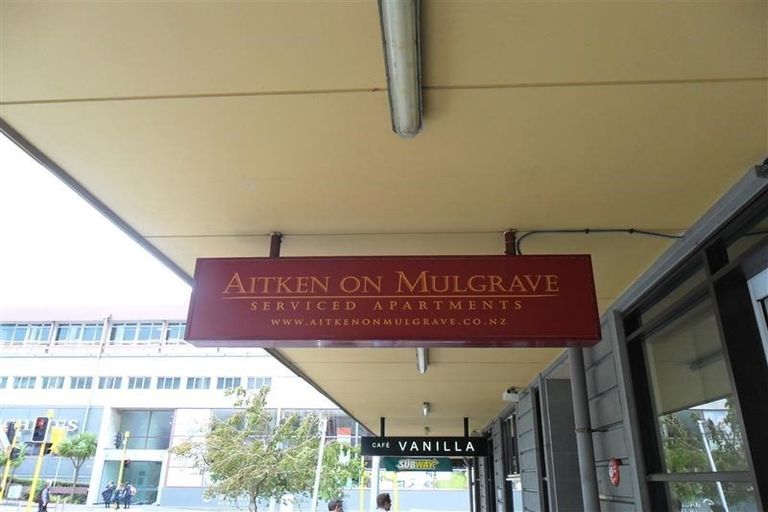 AITKEN ON MULGRAVE
SERVICED APARTMENTS
WWW.AITKENONMULGRAVE.CO.NZ
CAFÉ VANILLA
SUBWAY